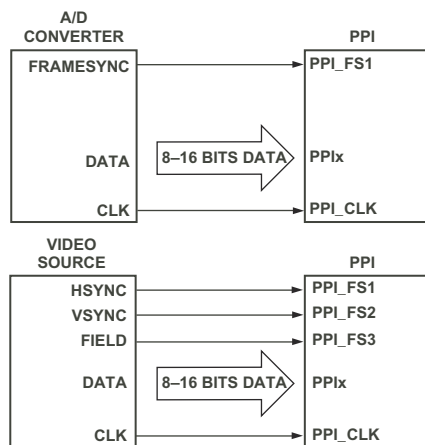 A/D
CONVERTER
PPI
FRAMESYNC
PPI_FS1
DATA
8–16 BITS DATA
PPIx
CLK
PPI_CLK
VIDEO
SOURCE
PPI
HSYNC
PPI_FS1
VSYNC
PPI_FS2
FIELD
PPI_FS3
DATA
8–16 BITS DATA
PPIx
CLK
PPI_CLK